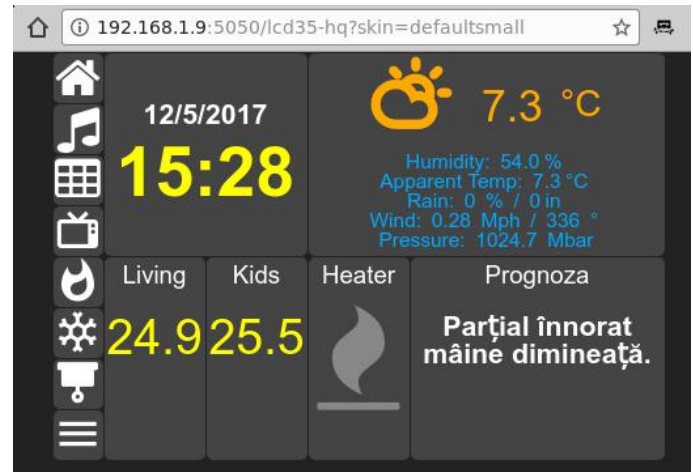 192.168.1.9:5050/lcd35-hq?skin=defaultsmall
12/5/2017
15:28
7.3 °C
Humidity: 54.0 %
Apparent Temp: 7.3 °C
Rain: 0 % / 0 in
Wind: 0.28 Mph / 336 °
Pressure: 1024.7 Mbar
Living
24.9
Kids
25.5
Heater
Prognoza
Parțial înnorat
mâine dimineață.